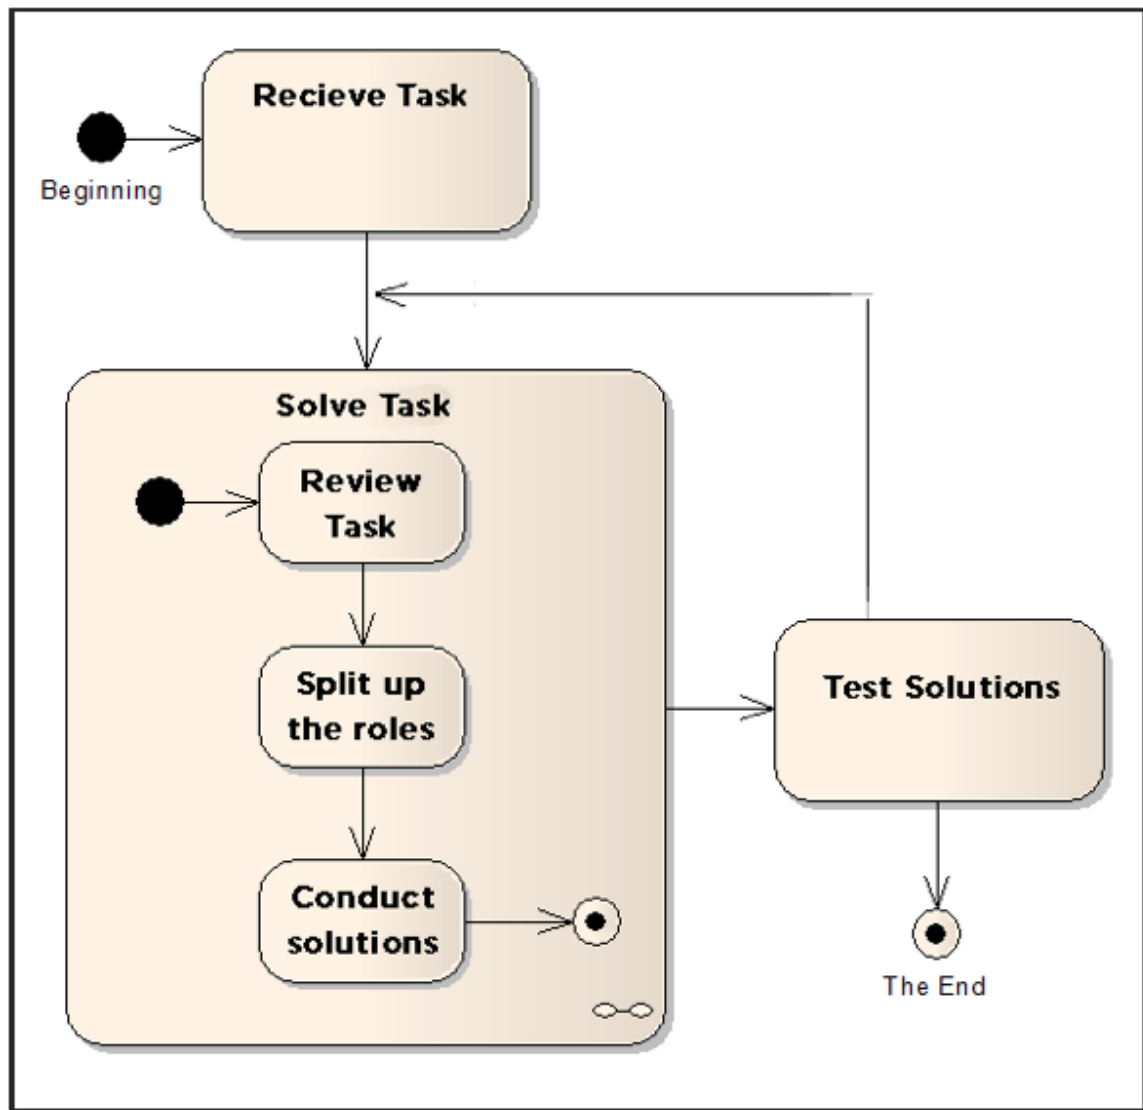 Recieve Task
Beginning
Solve Task
Review
Task
Split up
the roles
Conduct
solutions
Test Solutions
The End